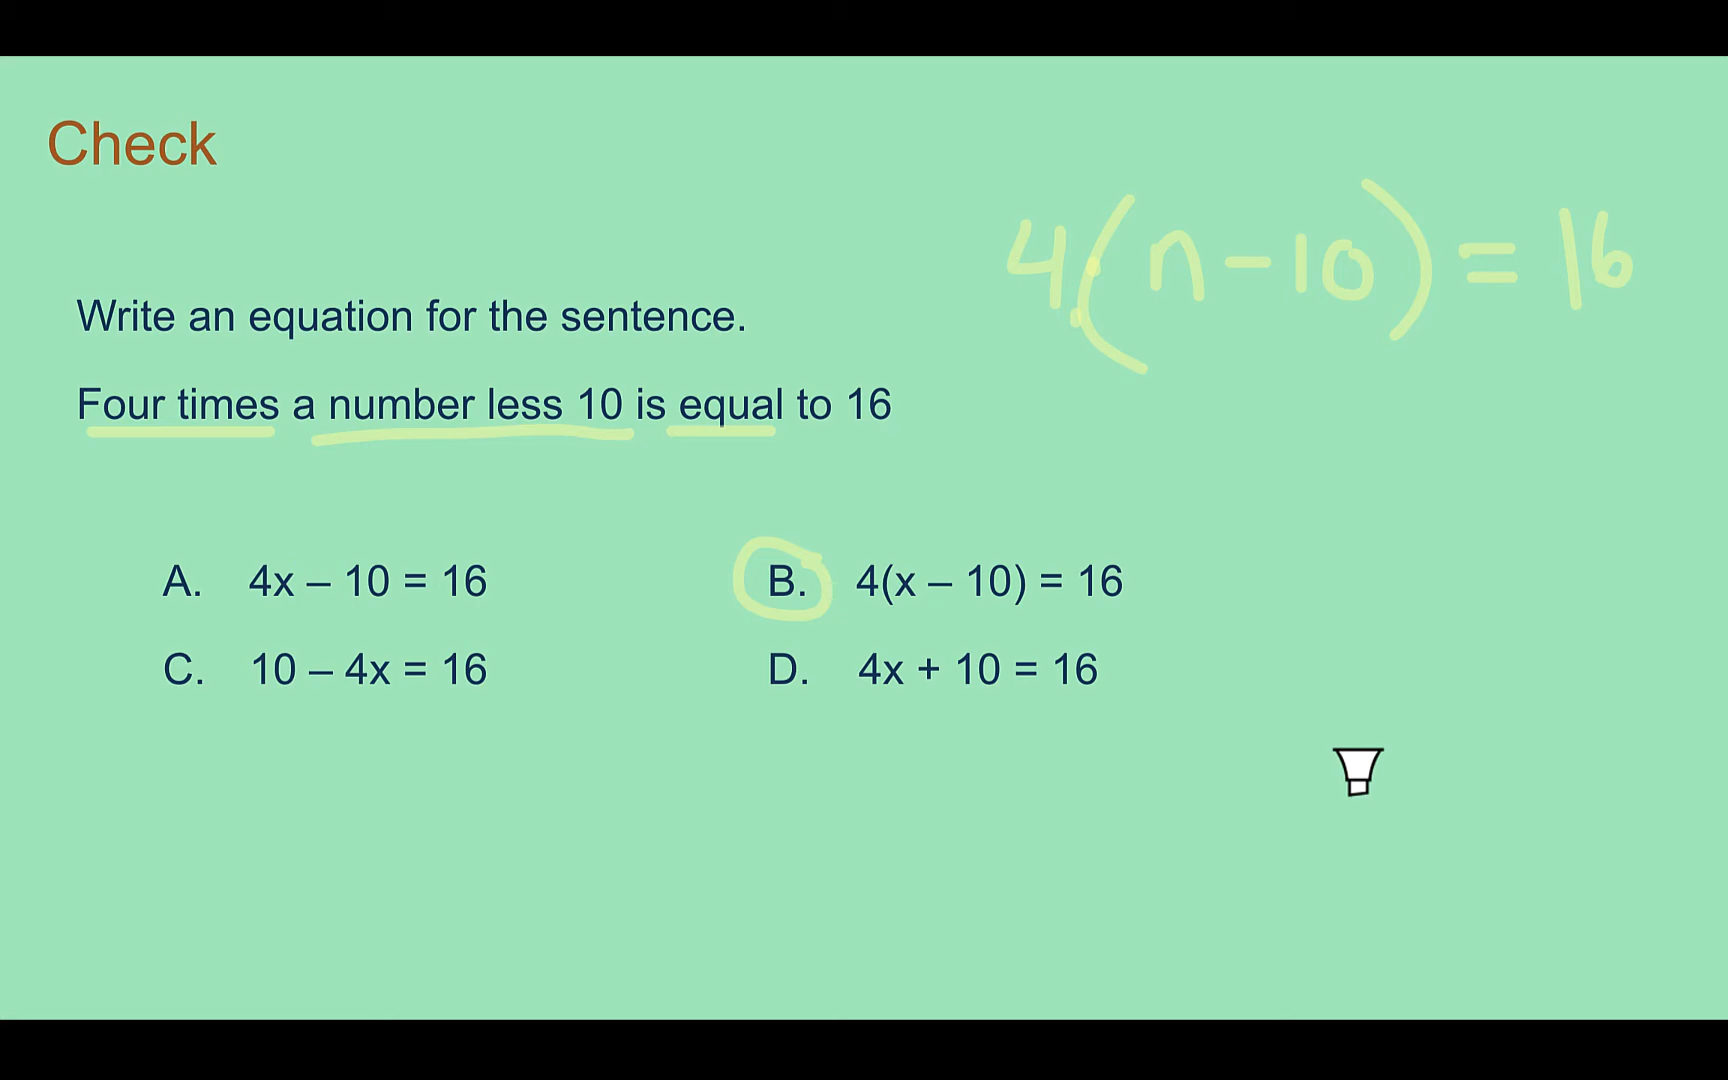 Check
4.(n-10) = 16
Write an equation for the sentence.
Four times a number less 10 is equal to 16
A. 4x – 10 = 16
B. 4(x – 10) = 16
C. 10 – 4x = 16
D. 4x + 10 = 16